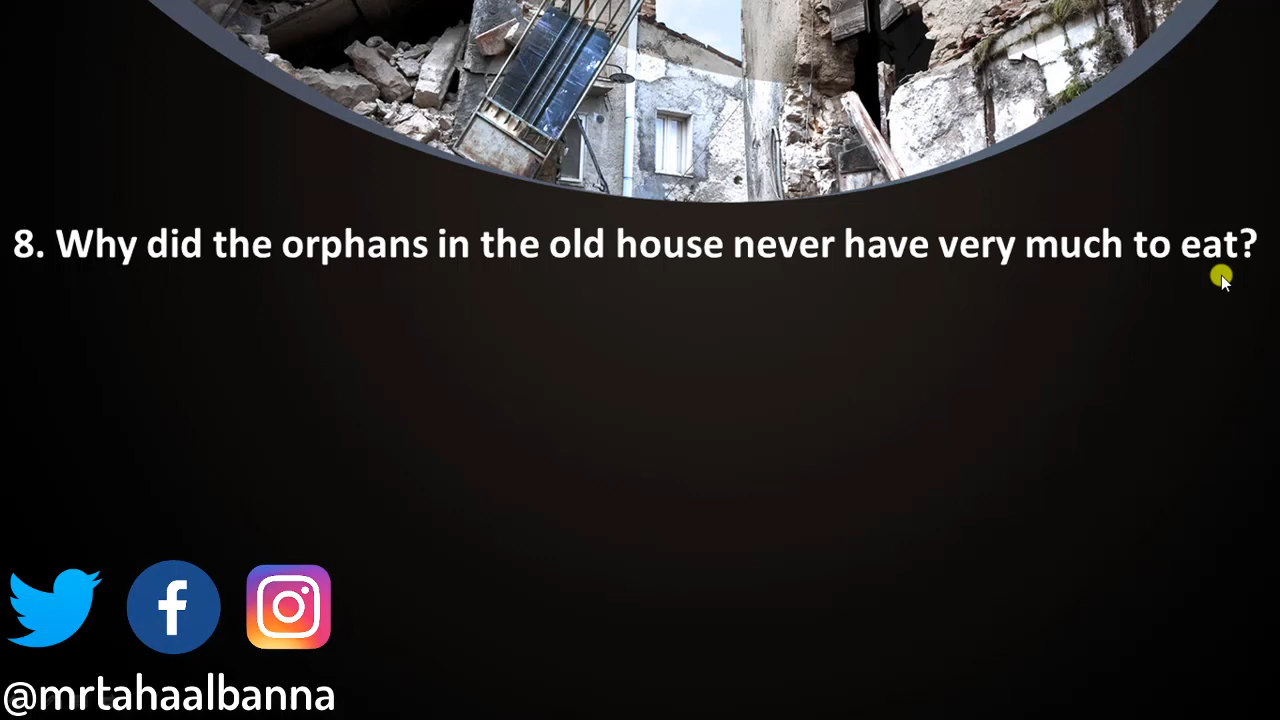 8. Why did the orphans in the old house never have very much to eat?
@mrtahaalbanna